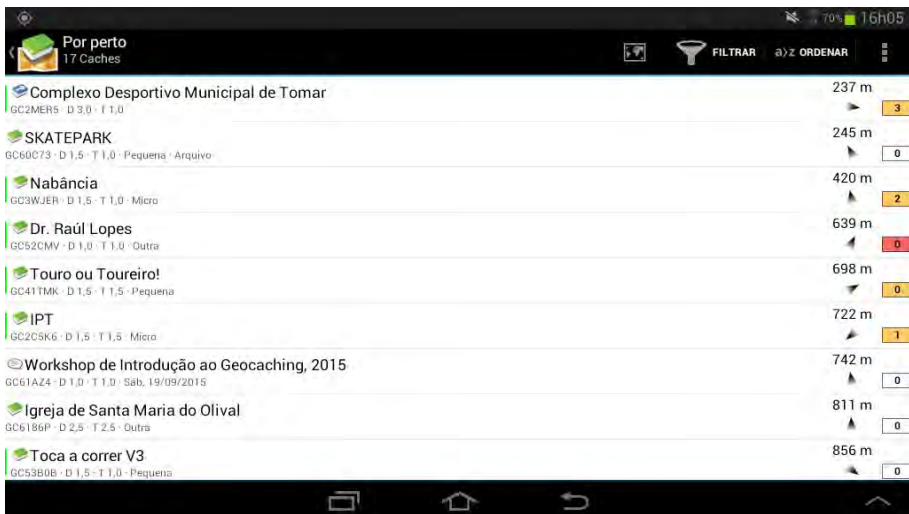 70% 16h05
Por perto
17 Caches
FILTRAR a)z ORDENAR
Complexo Desportivo Municipal de Tomar 237 m
GC2MER5 · D 3,0 · T 1,0 3
SKATEPARK 245 m
GC60C73 · D 1,5 · T 1,0 · Pequena · Arquivo 0
Nabância 420 m
GC3WJER · D 1,5 · T 1,0 · Micro 2
Dr. Raúl Lopes 639 m
GC52CMV · D 1,0 · T 1,0 · Outra 0
Touro ou Toureiro! 698 m
GC41TMK · D 1,5 · T 1,5 · Pequena 0
IPT 722 m
GC2C5K6 · D 1,5 · T 1,5 · Micro 1
Workshop de Introdução ao Geocaching, 2015 742 m
GC61AZ4 · D 1,0 · T 1,0 · Sáb, 19/09/2015 0
Igreja de Santa Maria do Olival 811 m
GC6186P · D 2,5 · T 2,5 · Outra 0
Toca a correr V3 856 m
GC53B0B · D 1,5 · T 1,0 · Pequena 0